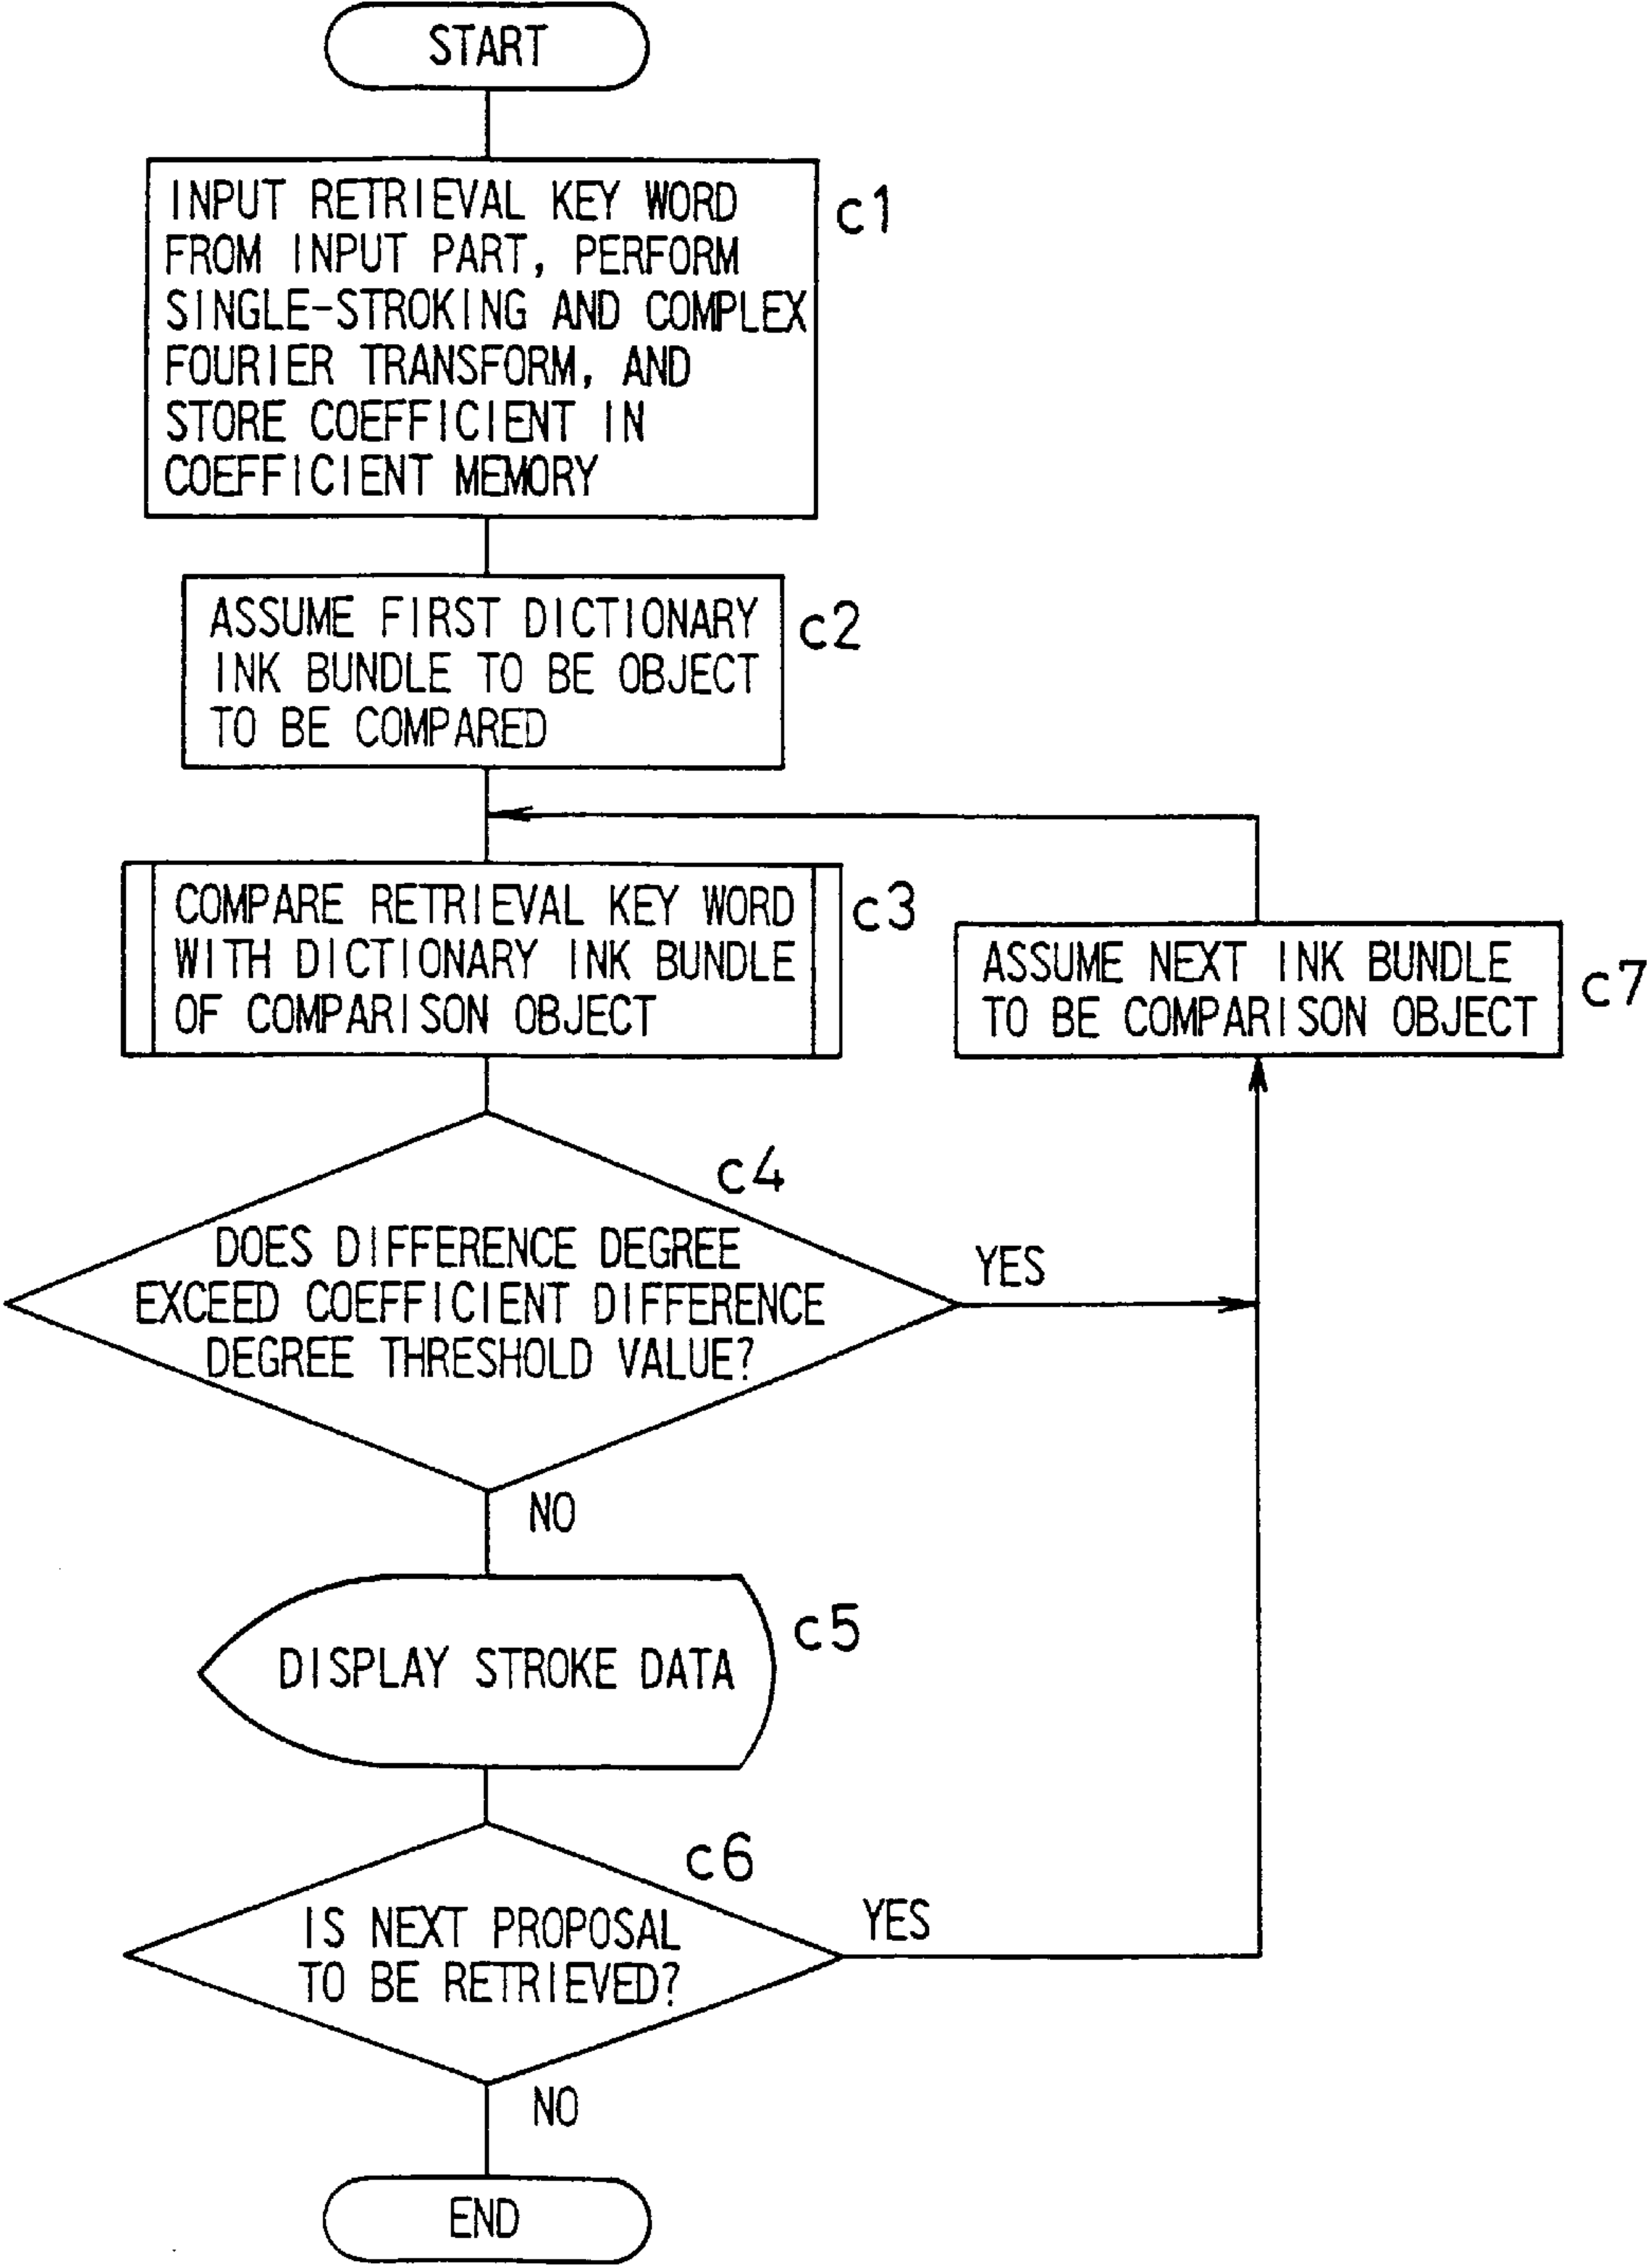 START
INPUT RETRIEVAL KEY WORD
FROM INPUT PART, PERFORM
SINGLE-STROKING AND COMPLEX
FOURIER TRANSFORM, AND
STORE COEFFICIENT IN
COEFFICIENT MEMORY
c1
ASSUME FIRST DICTIONARY
INK BUNDLE TO BE OBJECT
TO BE COMPARED
c2
COMPARE RETRIEVAL KEY WORD
WITH DICTIONARY INK BUNDLE
OF COMPARISON OBJECT
c3
ASSUME NEXT INK BUNDLE
TO BE COMPARISON OBJECT
c7
c4
DOES DIFFERENCE DEGREE
EXCEED COEFFICIENT DIFFERENCE
DEGREE THRESHOLD VALUE?
YES
NO
DISPLAY STROKE DATA
c5
c6
IS NEXT PROPOSAL
TO BE RETRIEVED?
YES
NO
END